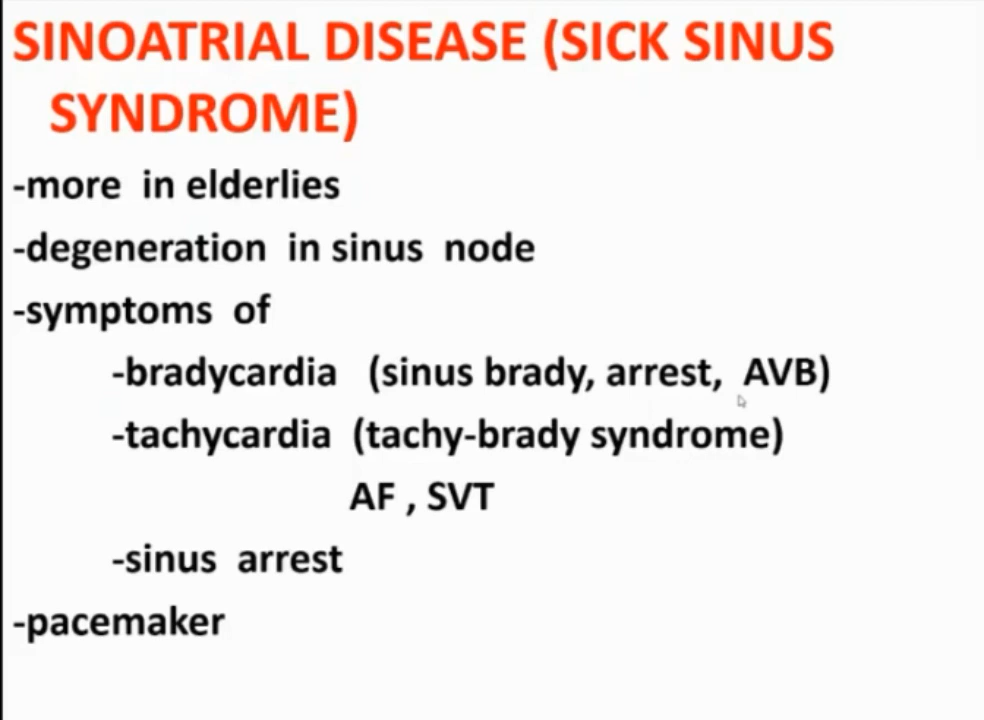 SINOATRIAL DISEASE (SICK SINUS
SYNDROME)
-more in elderlies
-degeneration in sinus node
-symptoms of
-bradycardia (sinus brady, arrest, AVB)
-tachycardia (tachy-brady syndrome)
AF , SVT
-sinus arrest
-pacemaker